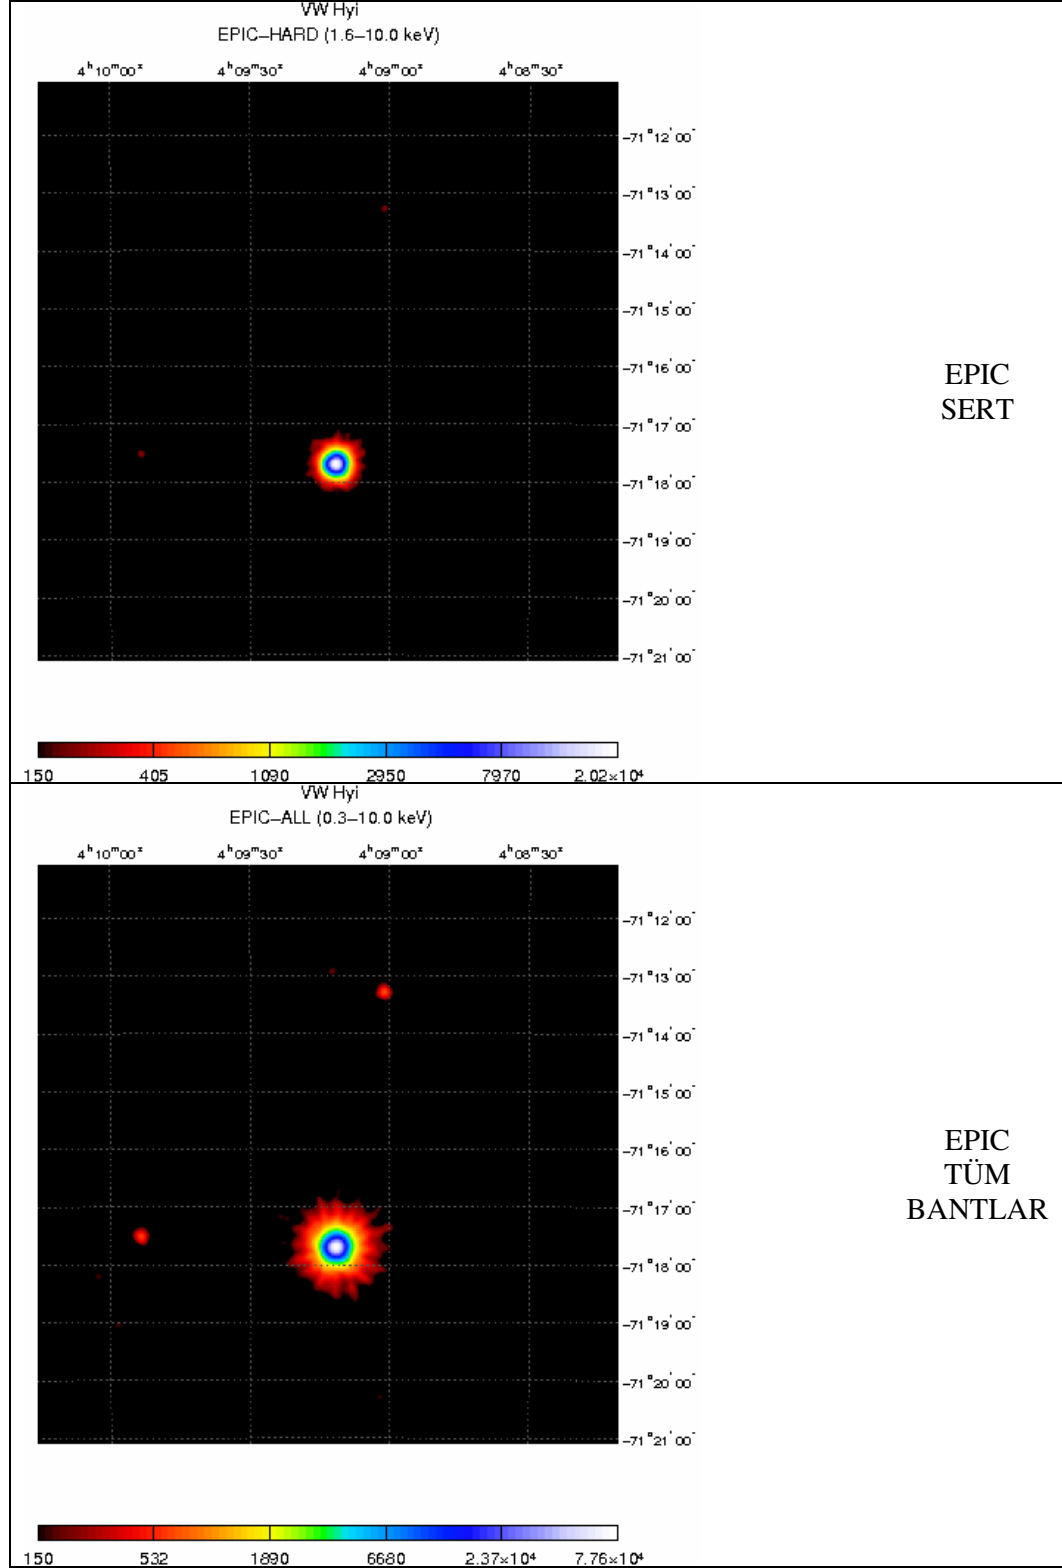 VW Hyi
EPIC–HARD (1.6–10.0 keV)
4ʰ10ᵐ00ˢ 4ʰ09ᵐ30ˢ 4ʰ09ᵐ00ˢ 4ʰ08ᵐ30ˢ
–71°12'00"
–71°13'00"
–71°14'00"
–71°15'00"
–71°16'00"
–71°17'00"
–71°18'00"
–71°19'00"
–71°20'00"
–71°21'00"
150 405 1090 2950 7970 2.02×10⁴
EPIC
SERT
VW Hyi
EPIC–ALL (0.3–10.0 keV)
4ʰ10ᵐ00ˢ 4ʰ09ᵐ30ˢ 4ʰ09ᵐ00ˢ 4ʰ08ᵐ30ˢ
–71°12'00"
–71°13'00"
–71°14'00"
–71°15'00"
–71°16'00"
–71°17'00"
–71°18'00"
–71°19'00"
–71°20'00"
–71°21'00"
150 532 1890 6680 2.37×10⁴ 7.76×10⁴
EPIC
TÜM
BANTLAR